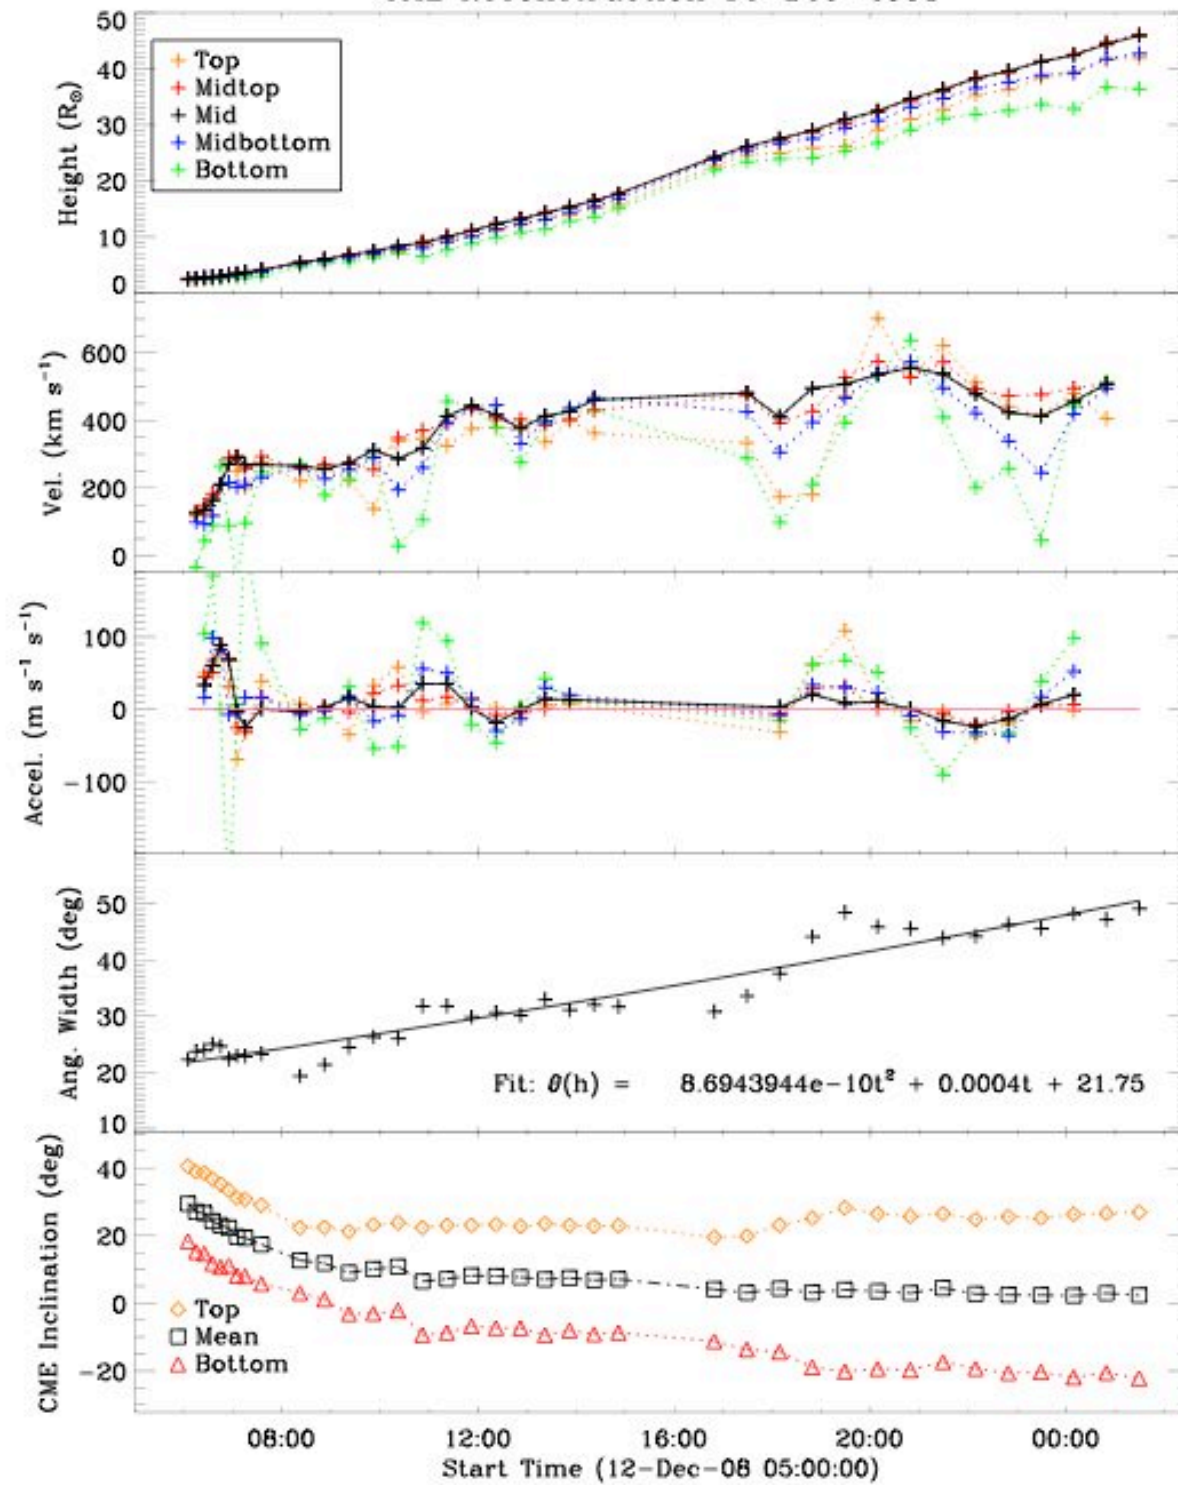 50
40
30
20
10
0
Height (R⊙)
Top
Midtop
Mid
Midbottom
Bottom
600
400
200
0
Vel. (km s⁻¹)
100
0
−100
Accel. (m s⁻¹ s⁻¹)
50
40
30
20
10
Ang. Width (deg)
Fit: θ(h) = 8.6943944e−10t² + 0.0004t + 21.75
40
20
0
−20
CME Inclination (deg)
Top
Mean
Bottom
08:00 12:00 16:00 20:00 00:00
Start Time (12−Dec−08 05:00:00)